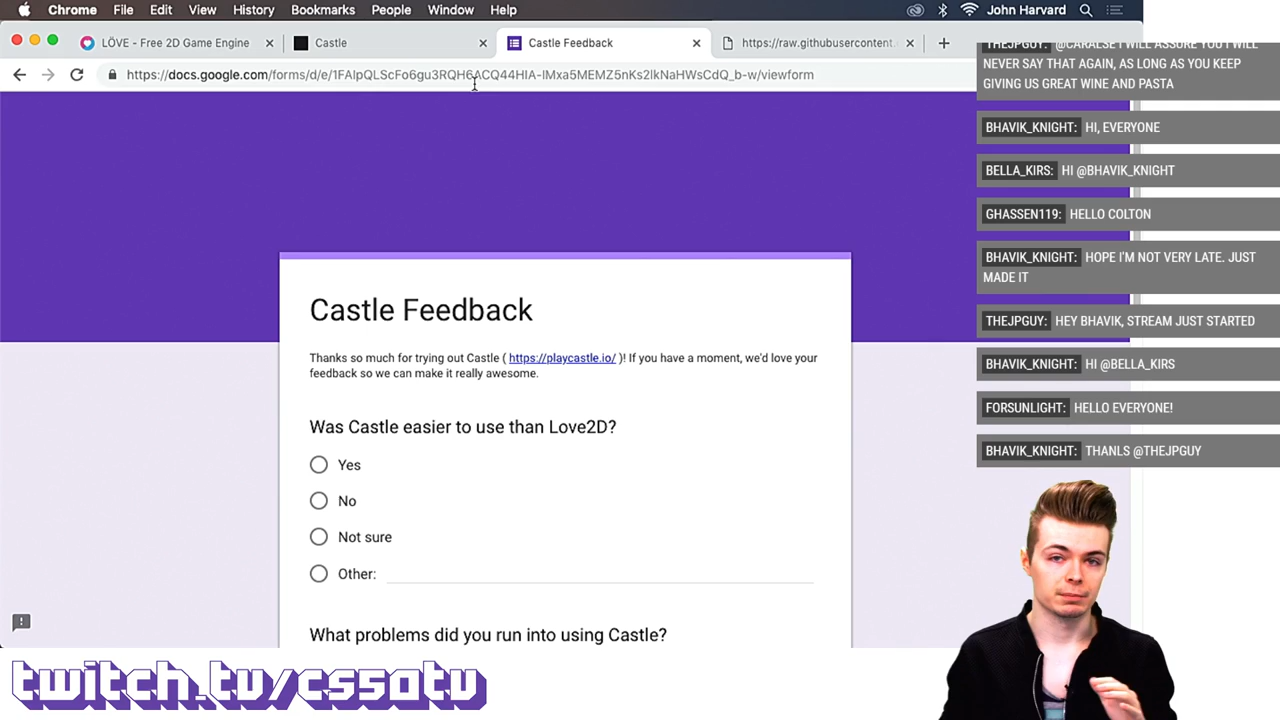 Chrome File Edit View History Bookmarks People Window Help John Harvard
LÖVE - Free 2D Game Engine
Castle
Castle Feedback
https://raw.githubusercontent.
https://docs.google.com/forms/d/e/1FAIpQLScFo6gu3RQH6ACQ44HIA-IMxa5MEMZ5nKs2lkNaHWsCdQ_b-w/viewform
Castle Feedback
Thanks so much for trying out Castle ( https://playcastle.io/ )! If you have a moment, we'd love your
feedback so we can make it really awesome.
Was Castle easier to use than Love2D?
Yes
No
Not sure
Other:
What problems did you run into using Castle?
THEJPGUY: @CARALSE I WILL ASSURE YOU I WILL
NEVER SAY THAT AGAIN, AS LONG AS YOU KEEP
GIVING US GREAT WINE AND PASTA
BHAVIK_KNIGHT: HI, EVERYONE
BELLA_KIRS: HI @BHAVIK_KNIGHT
GHASSEN119: HELLO COLTON
BHAVIK_KNIGHT: HOPE I'M NOT VERY LATE. JUST
MADE IT
THEJPGUY: HEY BHAVIK, STREAM JUST STARTED
BHAVIK_KNIGHT: HI @BELLA_KIRS
FORSUNLIGHT: HELLO EVERYONE!
BHAVIK_KNIGHT: THANLS @THEJPGUY
twitch.tv/cs50tv